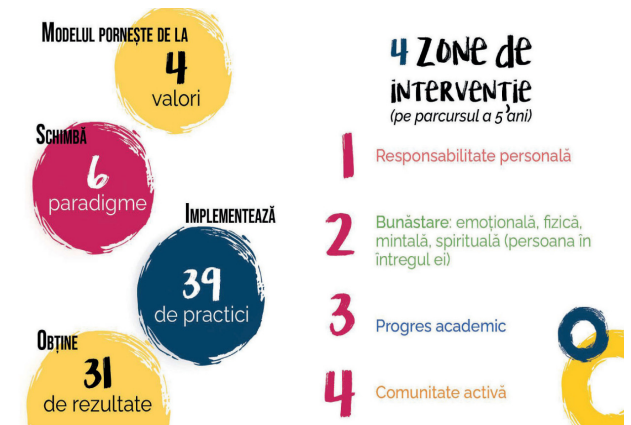 MODELUL PORNEȘTE DE LA
4
valori
SCHIMBĂ
6
paradigme
IMPLEMENTEAZĂ
39
de practici
OBȚINE
31
de rezultate
4 ZONE de
INTERVENȚIE
(pe parcursul a 5 ani)
1 Responsabilitate personală
2 Bunăstare: emoțională, fizică,
mintală, spirituală (persoana în
întregul ei)
3 Progres academic
4 Comunitate activă